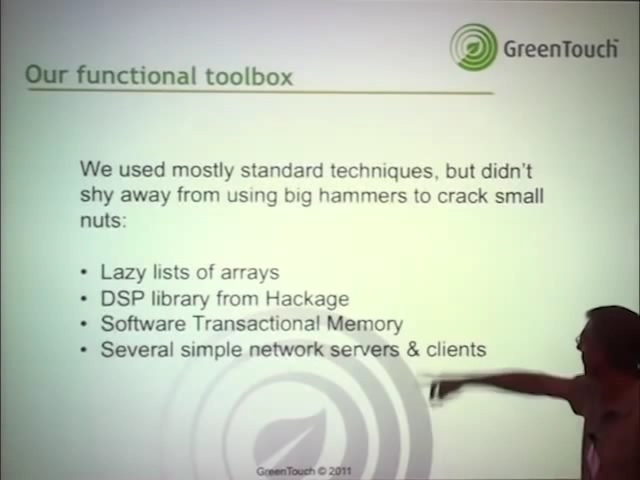 GreenTouch™
Our functional toolbox
We used mostly standard techniques, but didn't
shy away from using big hammers to crack small
nuts:
• Lazy lists of arrays
• DSP library from Hackage
• Software Transactional Memory
• Several simple network servers & clients
GreenTouch © 2011